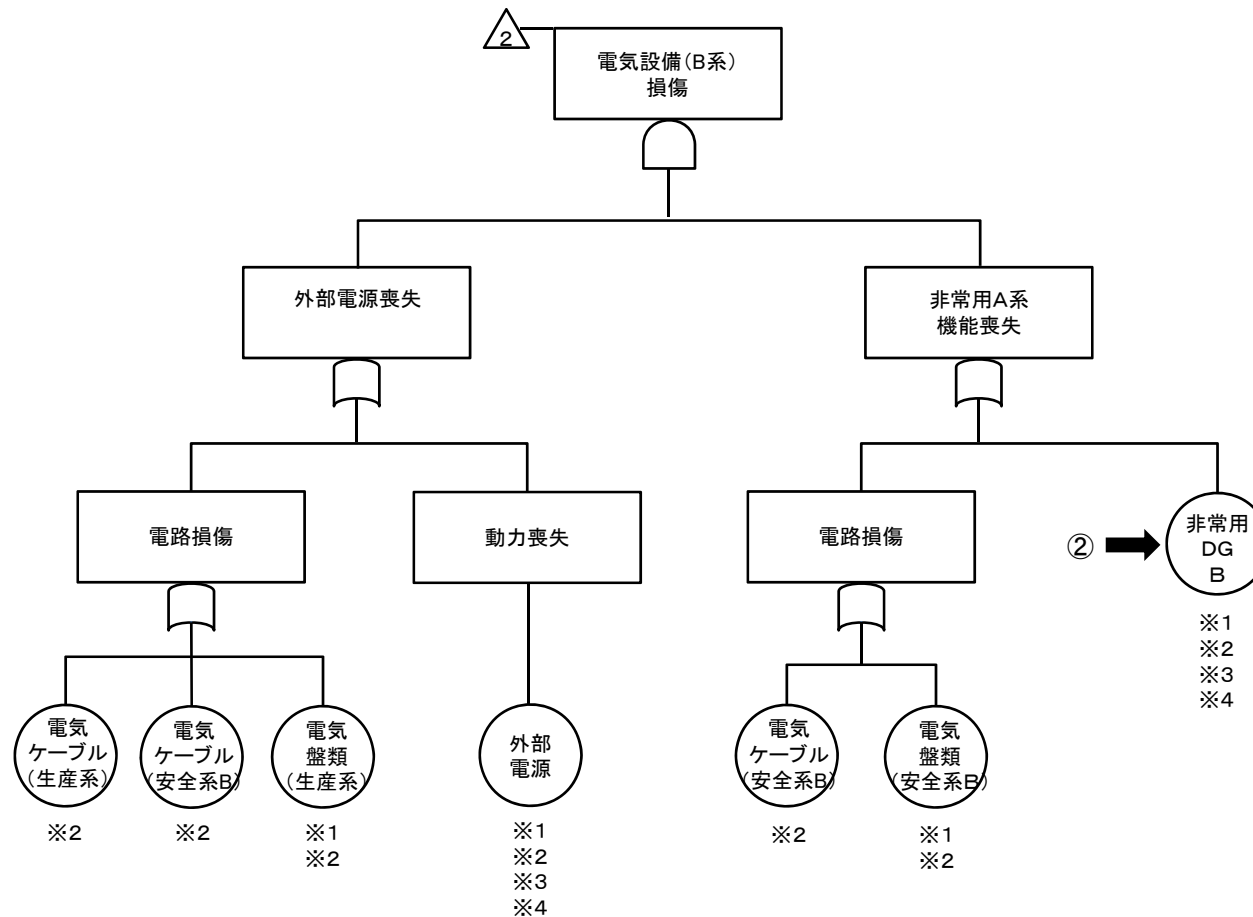 2
電気設備(B系)
損傷
外部電源喪失
非常用A系
機能喪失
電路損傷
動力喪失
電路損傷
②
非常用
DG
B
※1
※2
※3
※4
電気
ケーブル
(生産系)
※2
電気
ケーブル
(安全系B)
※2
電気
盤類
(生産系)
※1
※2
外部
電源
※1
※2
※3
※4
電気
ケーブル
(安全系B)
※2
電気
盤類
(安全系B)
※1
※2